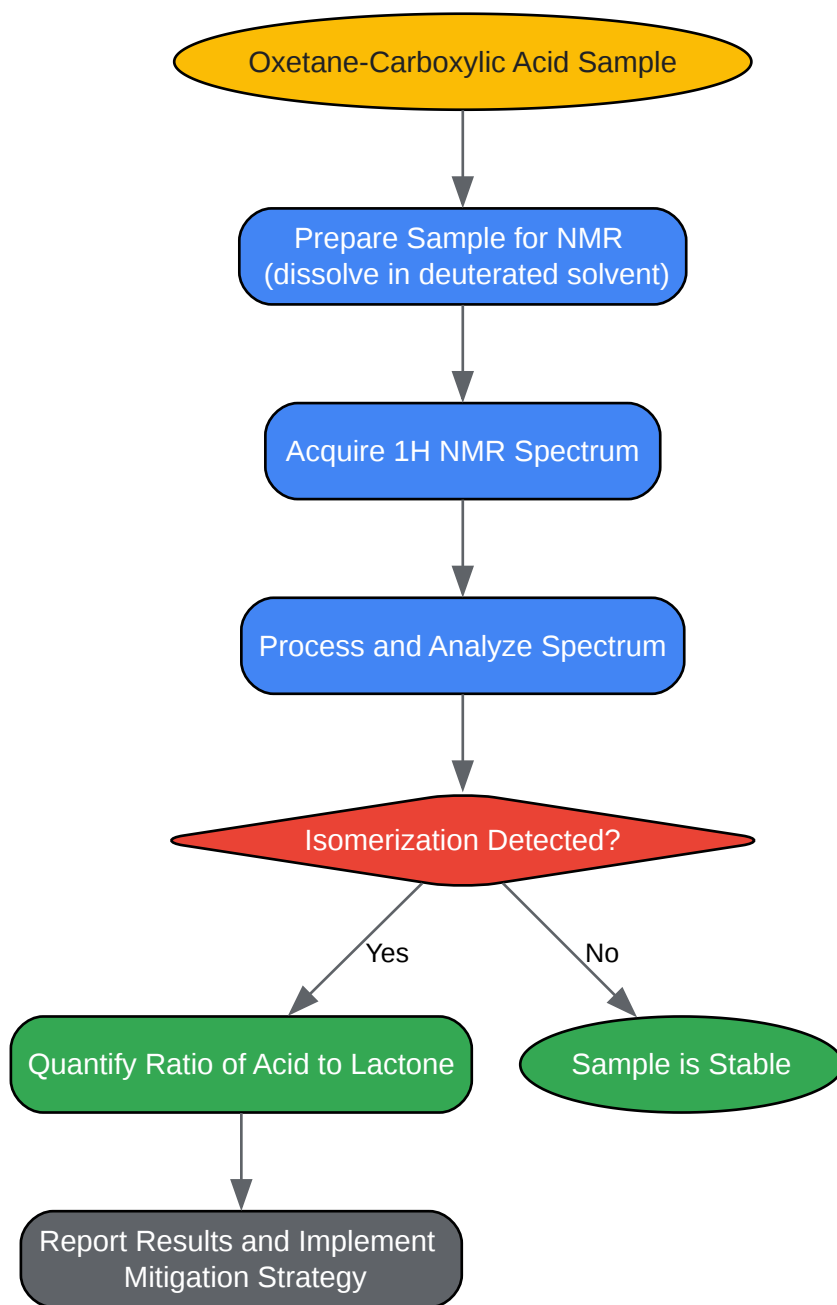 Oxetane-Carboxylic Acid Sample
Prepare Sample for NMR
(dissolve in deuterated solvent)
Acquire 1H NMR Spectrum
Process and Analyze Spectrum
Isomerization Detected?
Yes
No
Quantify Ratio of Acid to Lactone
Sample is Stable
Report Results and Implement
Mitigation Strategy